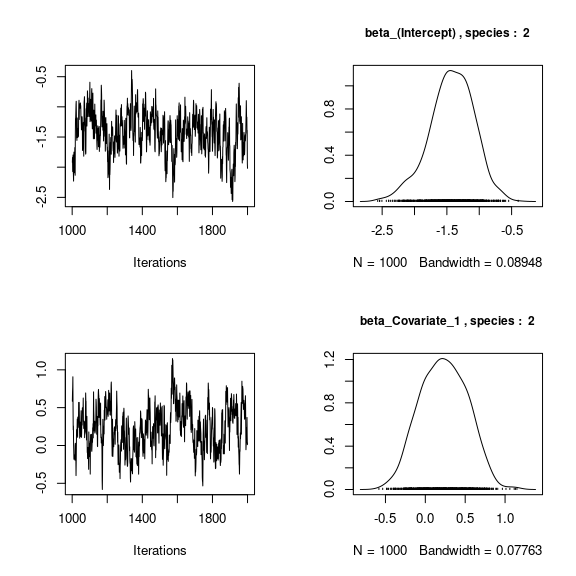 beta_(Intercept) , species : 2
-0.5
-1.5
-2.5
1000 1400 1800
Iterations
0.8
0.4
0.0
-2.5 -1.5 -0.5
N = 1000 Bandwidth = 0.08948
beta_Covariate_1 , species : 2
1.0
0.5
0.0
-0.5
1000 1400 1800
Iterations
1.2
0.8
0.4
0.0
-0.5 0.0 0.5 1.0
N = 1000 Bandwidth = 0.07763